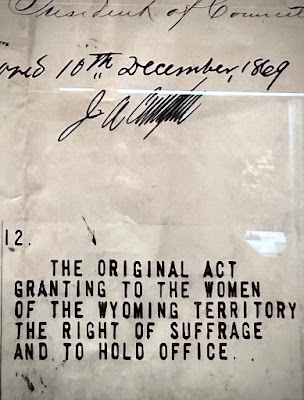 President of Council
10th December, 1869
J A Campbell
12.
THE ORIGINAL ACT
GRANTING TO THE WOMEN
OF THE WYOMING TERRITORY
THE RIGHT OF SUFFRAGE
AND TO HOLD OFFICE.